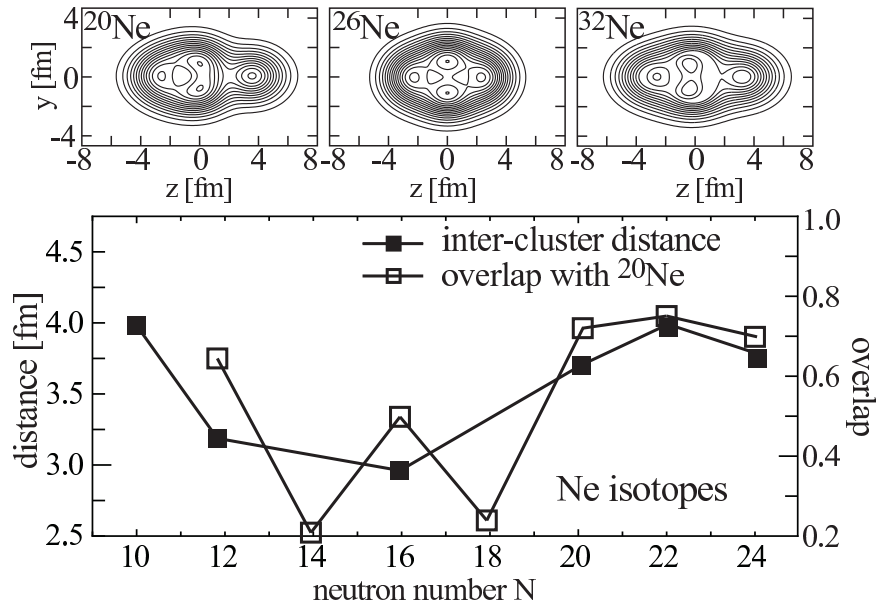 ²⁰Ne
²⁶Ne
³²Ne
y [fm]
4
0
-4
-8 -4 0 4 8
-8 -4 0 4 8
-8 -4 0 4 8
z [fm]
z [fm]
z [fm]
inter-cluster distance
overlap with ²⁰Ne
distance [fm]
4.5
4.0
3.5
3.0
2.5
1.0
0.8
0.6
0.4
0.2
overlap
Ne isotopes
10 12 14 16 18 20 22 24
neutron number N